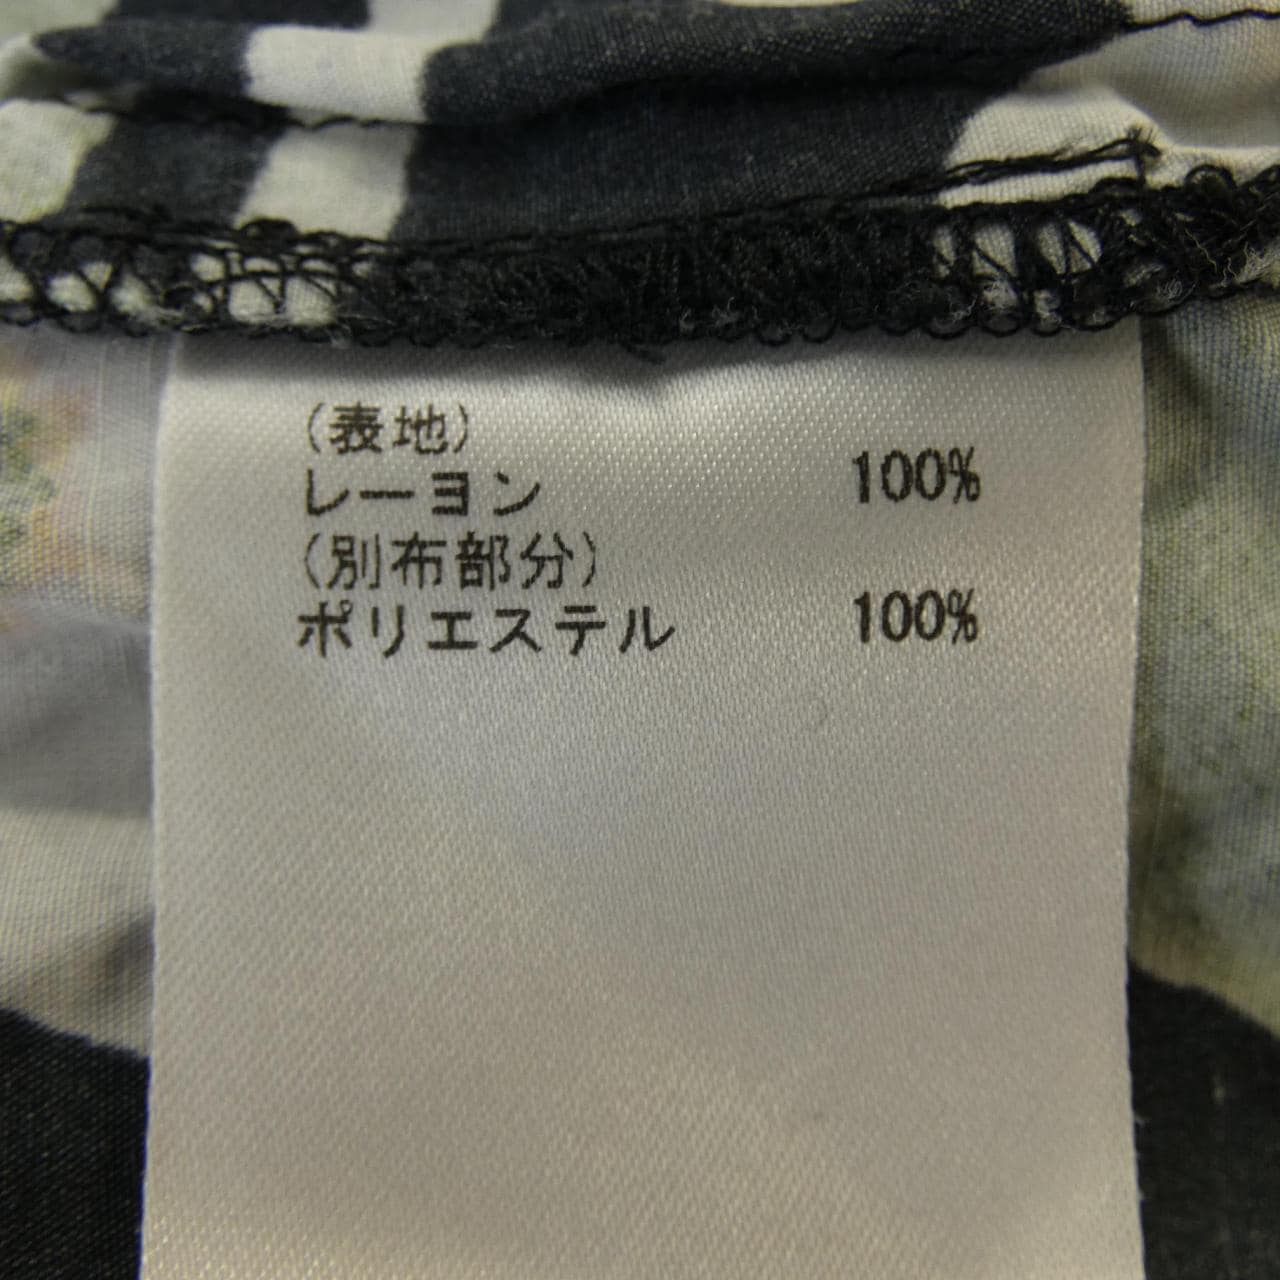 (表地)
レーヨン 100%
(別布部分)
ポリエステル 100%